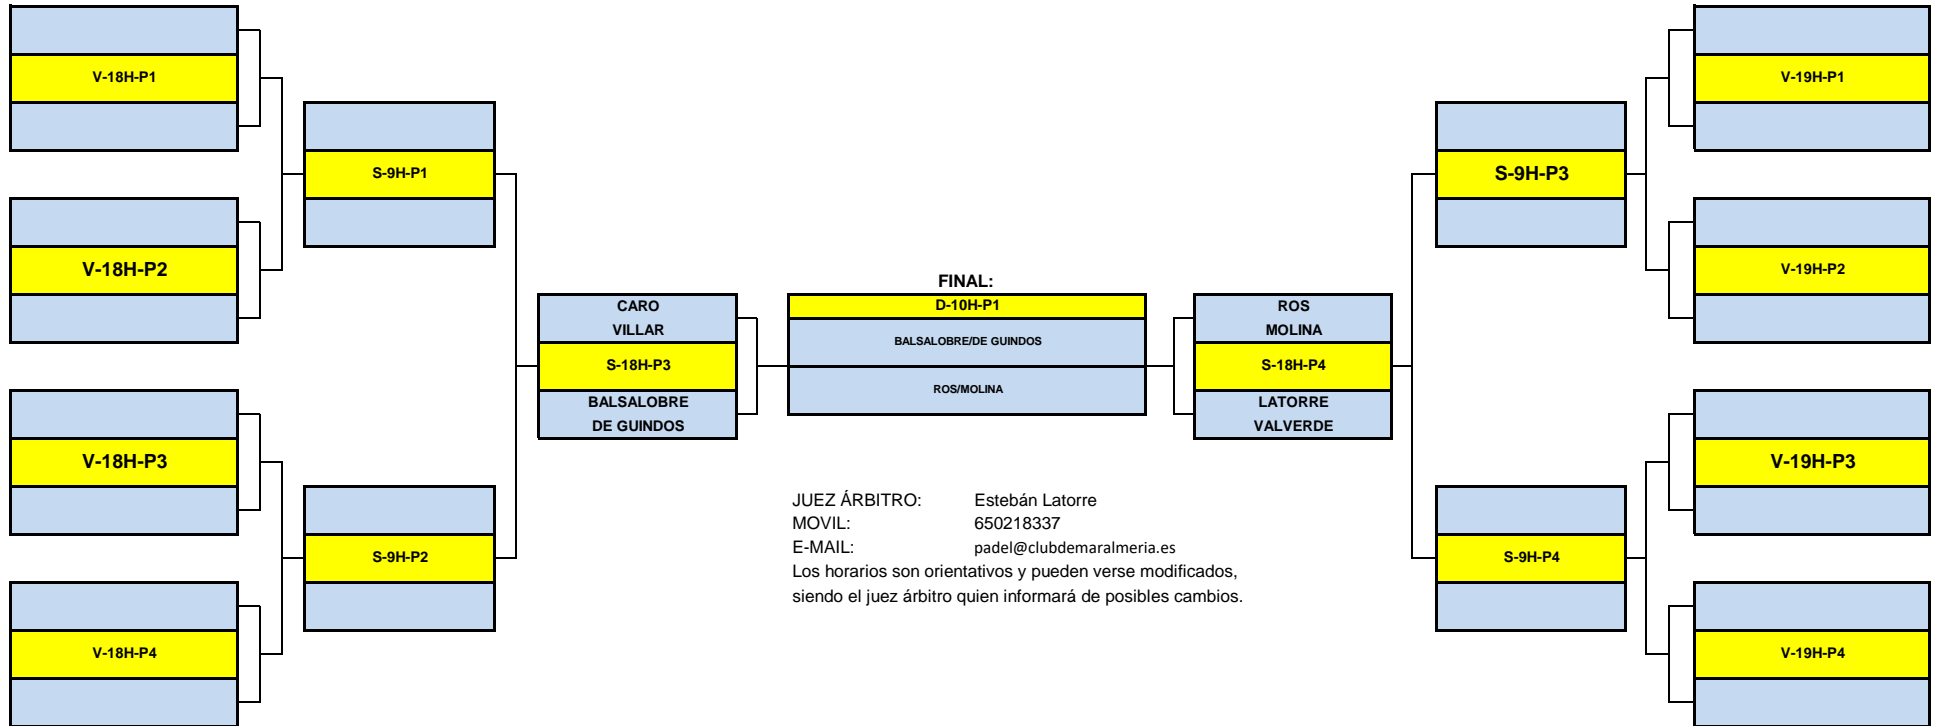 V-18H-P1
V-19H-P1
S-9H-P1
S-9H-P3
V-18H-P2
V-19H-P2
FINAL:
CARO
VILLAR
S-18H-P3
BALSALOBRE
DE GUINDOS
D-10H-P1
BALSALOBRE/DE GUINDOS
ROS/MOLINA
ROS
MOLINA
S-18H-P4
LATORRE
VALVERDE
V-18H-P3
V-19H-P3
JUEZ ÁRBITRO: Estebán Latorre
MOVIL: 650218337
E-MAIL: padel@clubdemaralmeria.es
Los horarios son orientativos y pueden verse modificados,
siendo el juez árbitro quien informará de posibles cambios.
S-9H-P2
S-9H-P4
V-18H-P4
V-19H-P4